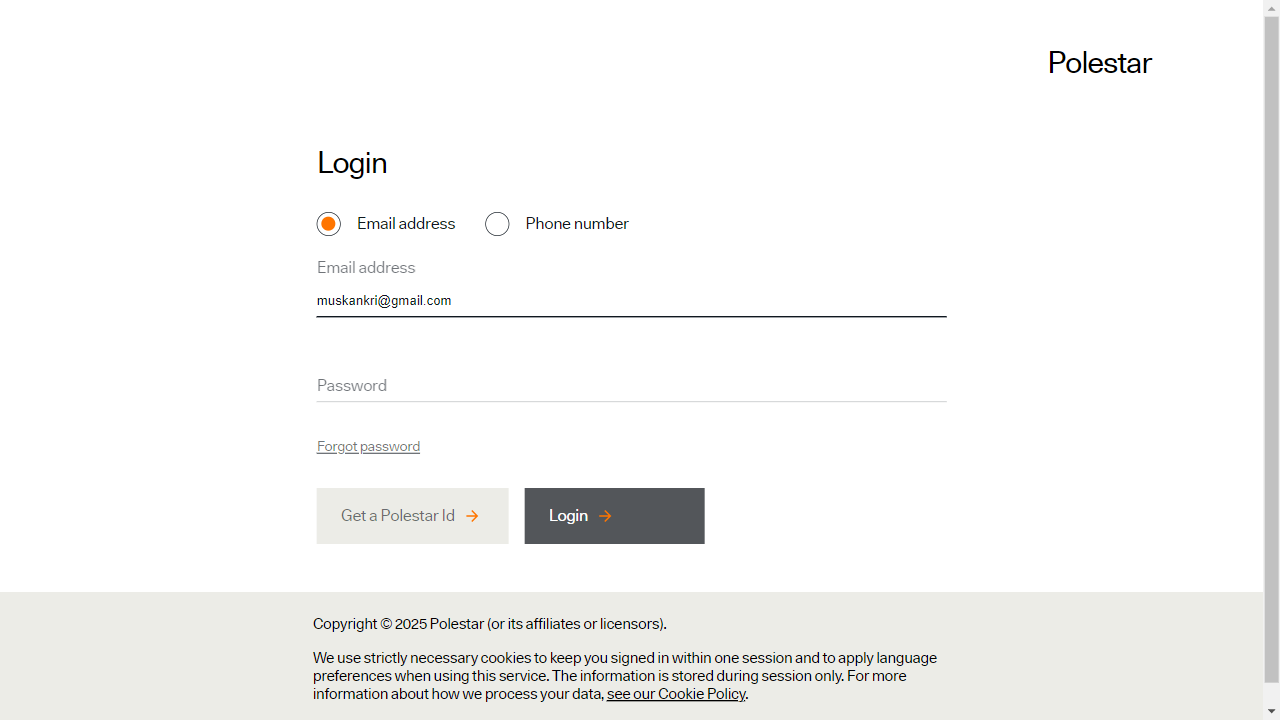 Polestar
Login
Email address
Phone number
Email address
muskankri@gmail.com
Password
Forgot password
Get a Polestar Id
Login
Copyright © 2025 Polestar (or its affiliates or licensors).
We use strictly necessary cookies to keep you signed in within one session and to apply language
preferences when using this service. The information is stored during session only. For more
information about how we process your data, see our Cookie Policy.